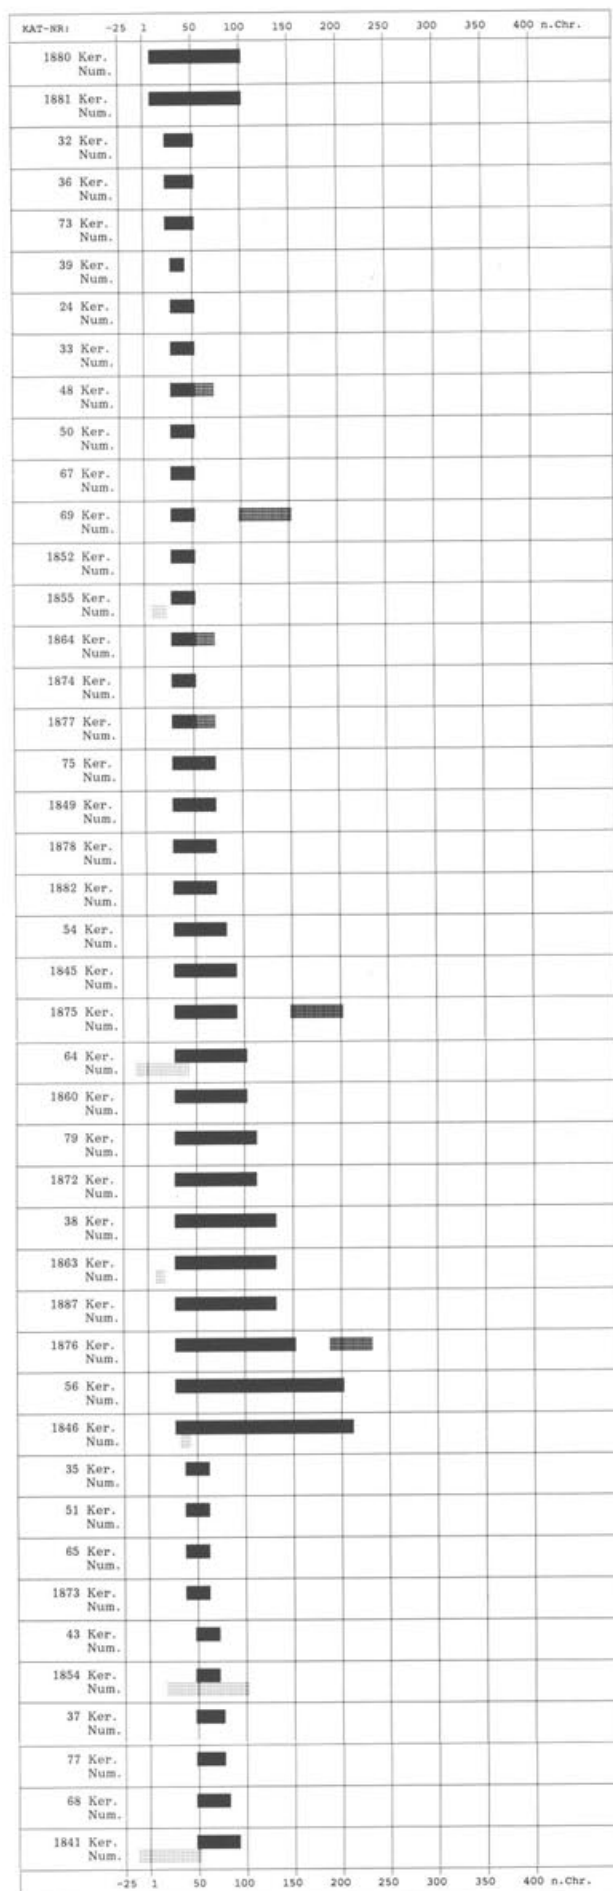 KAT-NR: -25 1 50 100 150 200 250 300 350 400 n.Chr.
1880 Ker.
Num.
1881 Ker.
Num.
32 Ker.
Num.
36 Ker.
Num.
73 Ker.
Num.
39 Ker.
Num.
24 Ker.
Num.
33 Ker.
Num.
48 Ker.
Num.
50 Ker.
Num.
67 Ker.
Num.
69 Ker.
Num.
1852 Ker.
Num.
1855 Ker.
Num.
1864 Ker.
Num.
1874 Ker.
Num.
1877 Ker.
Num.
75 Ker.
Num.
1849 Ker.
Num.
1878 Ker.
Num.
1882 Ker.
Num.
54 Ker.
Num.
1845 Ker.
Num.
1875 Ker.
Num.
64 Ker.
Num.
1860 Ker.
Num.
79 Ker.
Num.
1872 Ker.
Num.
38 Ker.
Num.
1863 Ker.
Num.
1887 Ker.
Num.
1876 Ker.
Num.
56 Ker.
Num.
1846 Ker.
Num.
35 Ker.
Num.
51 Ker.
Num.
65 Ker.
Num.
1873 Ker.
Num.
43 Ker.
Num.
1854 Ker.
Num.
37 Ker.
Num.
77 Ker.
Num.
68 Ker.
Num.
1841 Ker.
Num.
-25 1 50 100 150 200 250 300 350 400 n.Chr.